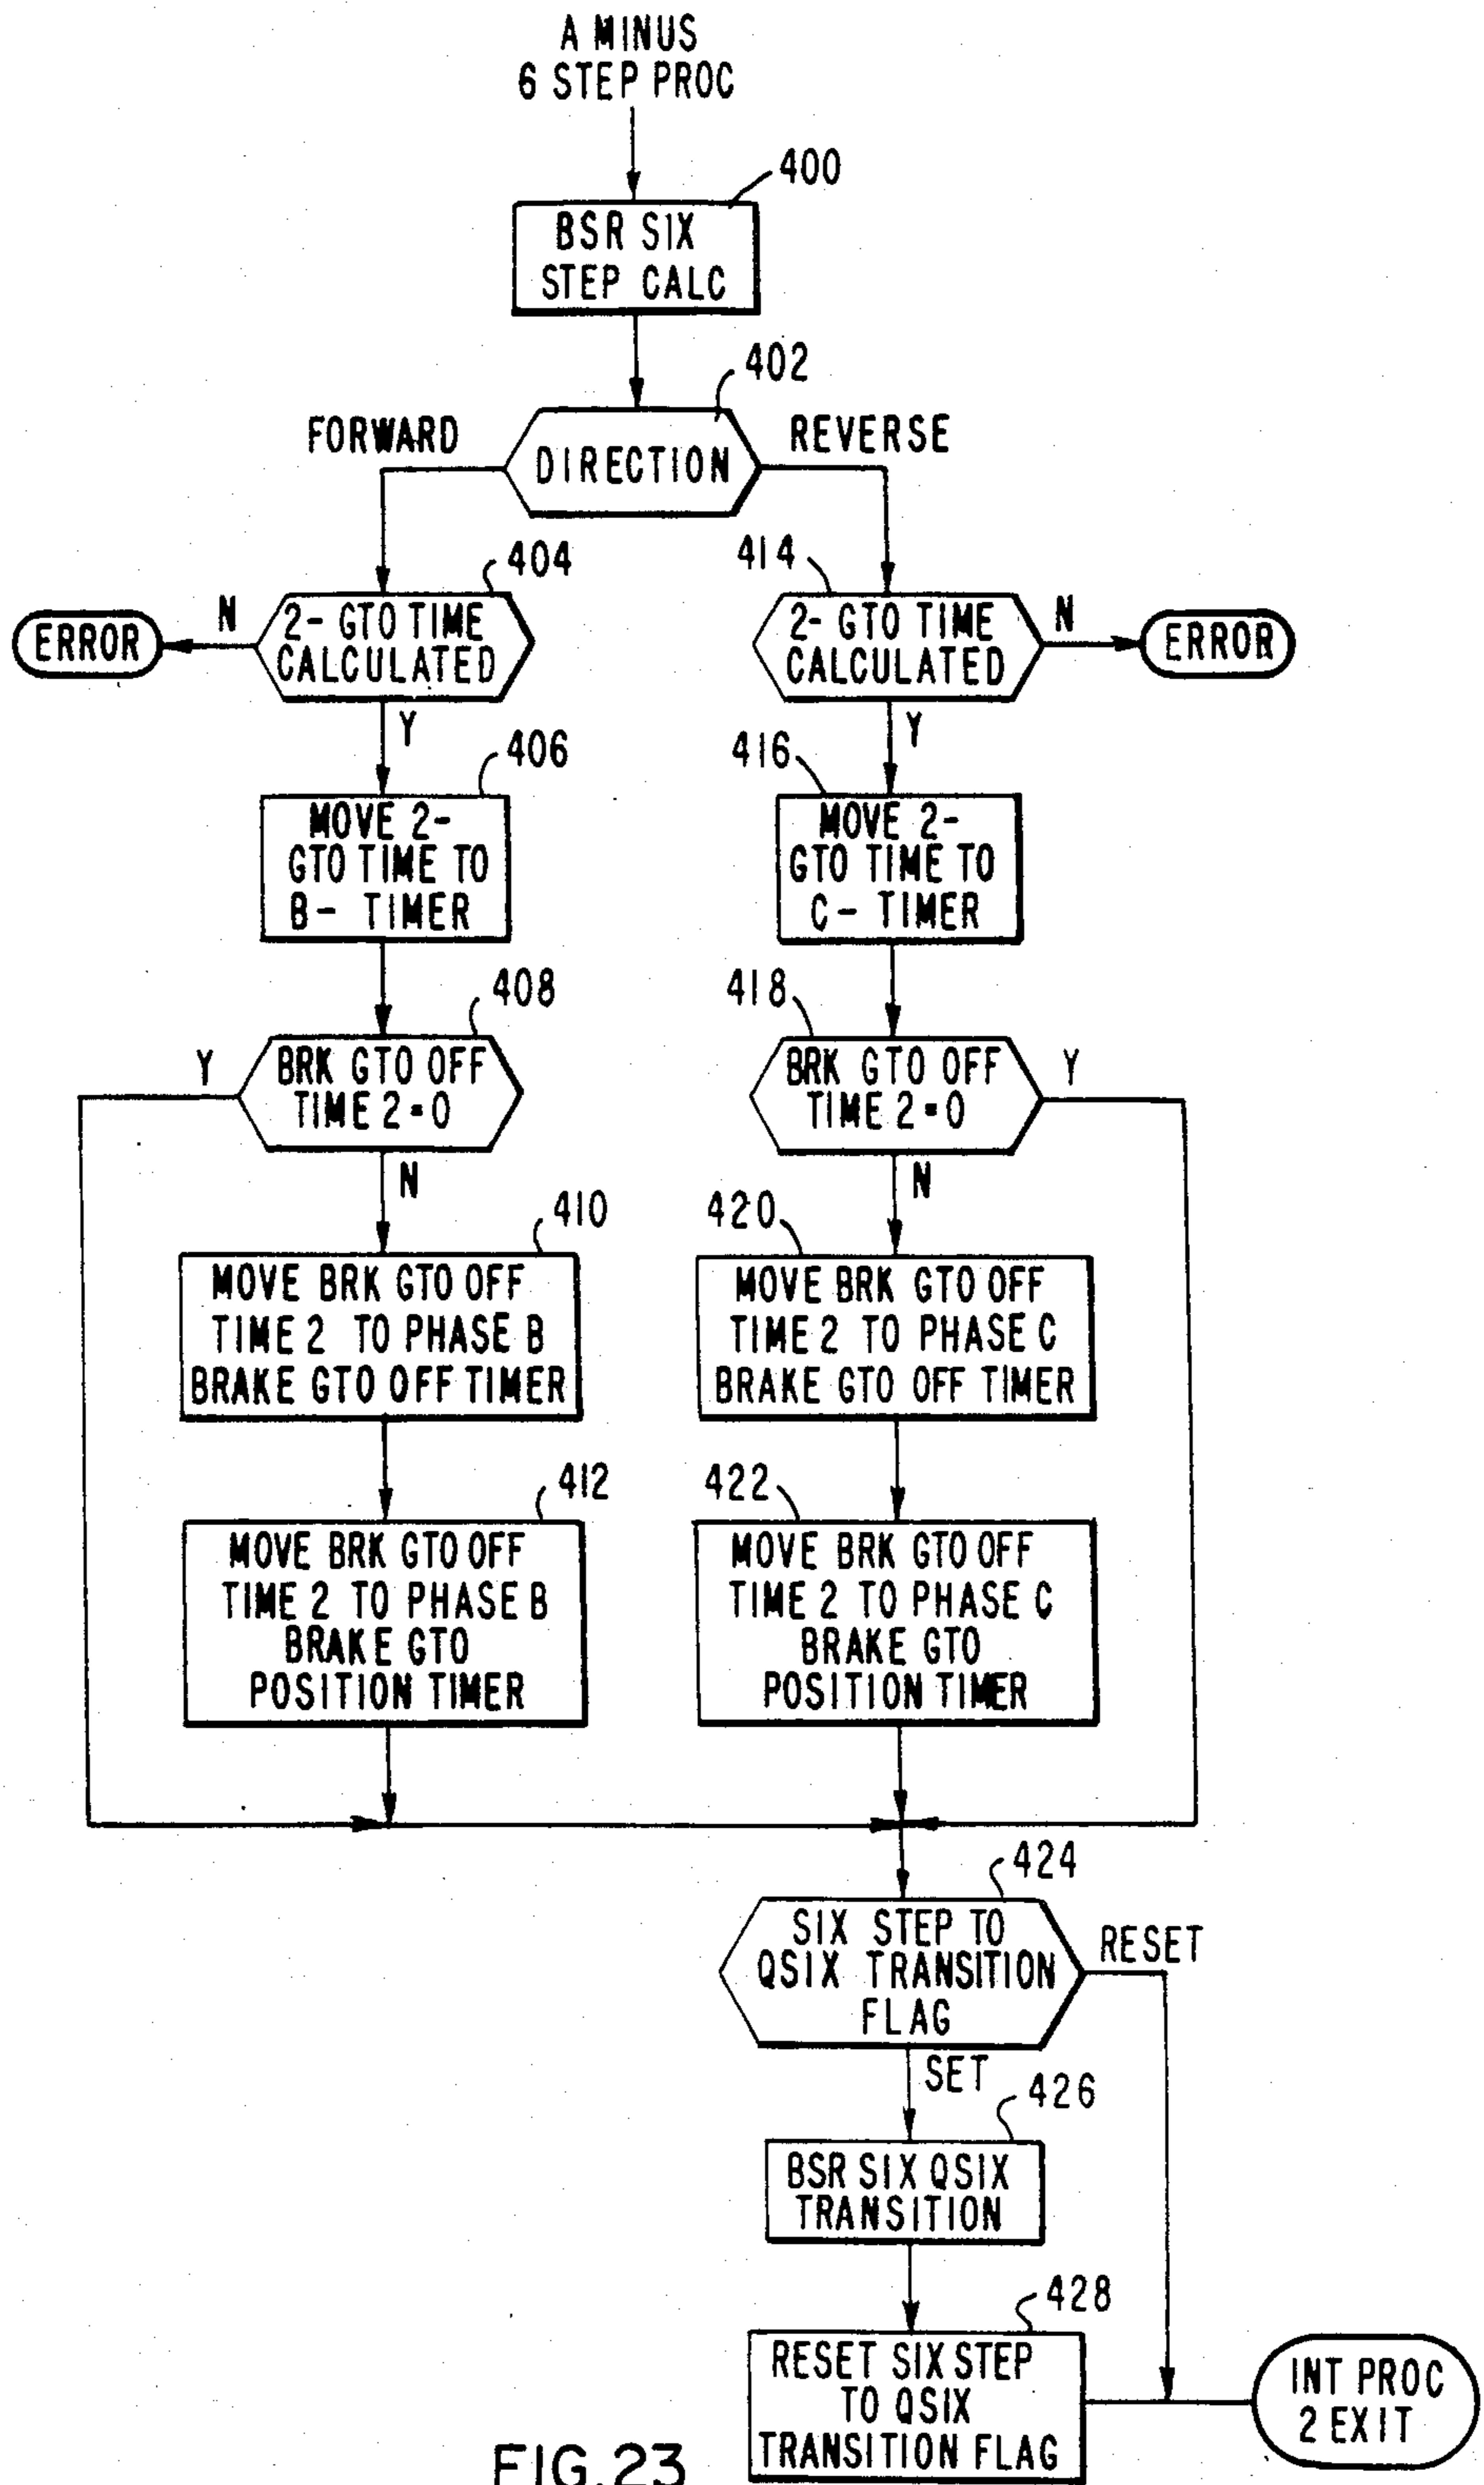 A MINUS
6 STEP PROC
400
BSR SIX
STEP CALC
402
FORWARD
DIRECTION
REVERSE
404
414
ERROR
N
2- GTO TIME
CALCULATED
2- GTO TIME
CALCULATED
N
ERROR
Y
Y
406
416
MOVE 2-
GTO TIME TO
B- TIMER
MOVE 2-
GTO TIME TO
C- TIMER
408
418
Y
BRK GTO OFF
TIME 2=0
BRK GTO OFF
TIME 2=0
Y
N
N
410
420
MOVE BRK GTO OFF
TIME 2 TO PHASE B
BRAKE GTO OFF TIMER
MOVE BRK GTO OFF
TIME 2 TO PHASE C
BRAKE GTO OFF TIMER
412
422
MOVE BRK GTO OFF
TIME 2 TO PHASE B
BRAKE GTO
POSITION TIMER
MOVE BRK GTO OFF
TIME 2 TO PHASE C
BRAKE GTO
POSITION TIMER
424
SIX STEP TO
QSIX TRANSITION
FLAG
RESET
SET
426
BSR SIX QSIX
TRANSITION
428
RESET SIX STEP
TO QSIX
TRANSITION FLAG
INT PROC
2 EXIT
FIG.23